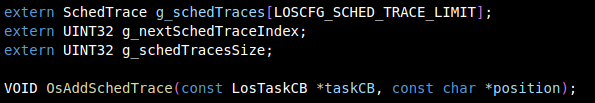 extern SchedTrace g_schedTraces[LOSCFG_SCHED_TRACE_LIMIT];
extern UINT32 g_nextSchedTraceIndex;
extern UINT32 g_schedTracesSize;
VOID OsAddSchedTrace(const LosTaskCB *taskCB, const char *position);